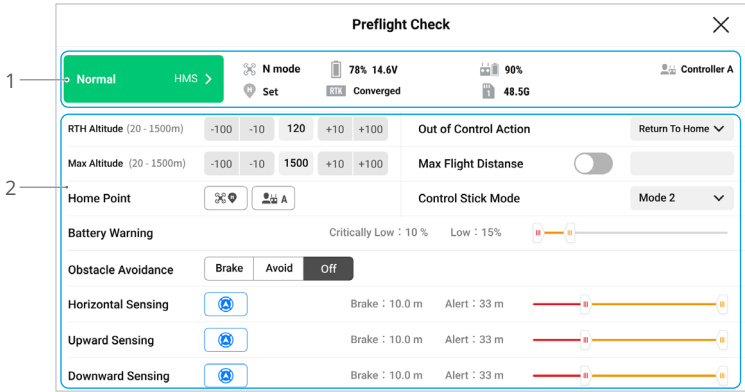 Preflight Check
1
Normal HMS
N mode 78% 14.6V 90% Controller A
Set RTK Converged 48.5G
2
RTH Altitude (20 - 1500m) -100 -10 120 +10 +100 Out of Control Action Return To Home
Max Altitude (20 - 1500m) -100 -10 1500 +10 +100 Max Flight Distanse
Home Point H A Control Stick Mode Mode 2
Battery Warning Critically Low : 10 % Low : 15%
Obstacle Avoidance Brake Avoid Off
Horizontal Sensing Brake : 10.0 m Alert : 33 m
Upward Sensing Brake : 10.0 m Alert : 33 m
Downward Sensing Brake : 10.0 m Alert : 33 m